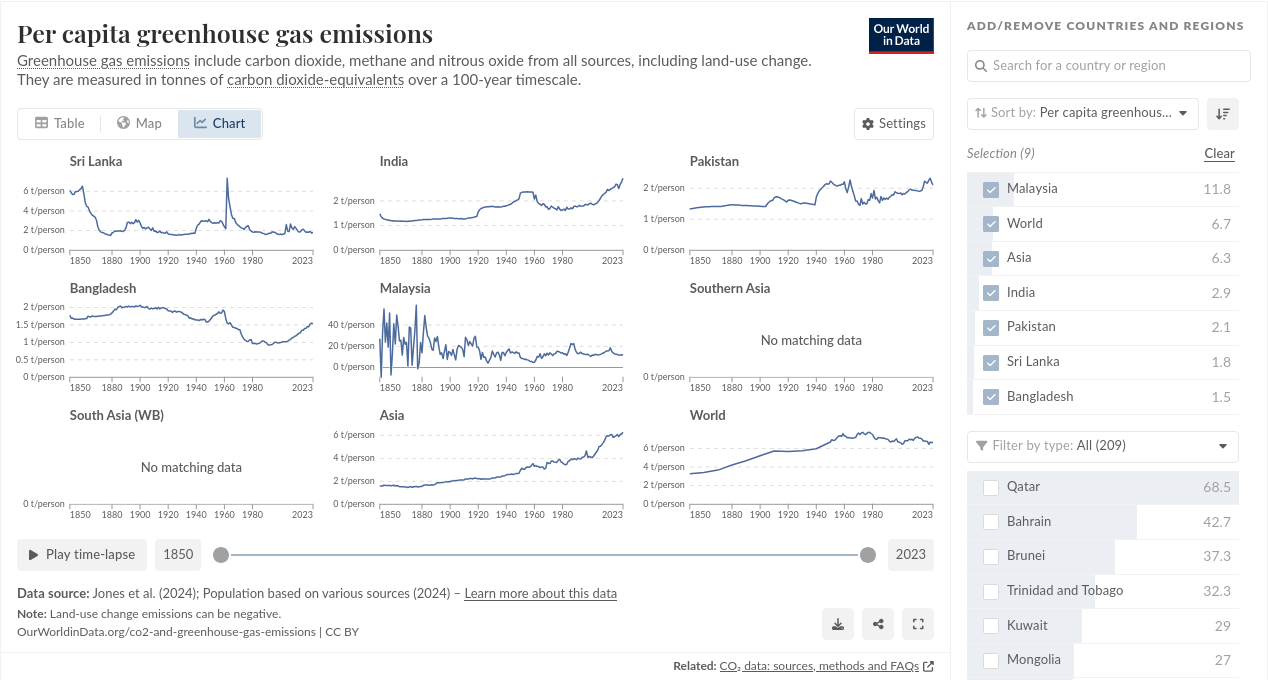 Per capita greenhouse gas emissions
Greenhouse gas emissions include carbon dioxide, methane and nitrous oxide from all sources, including land-use change.
They are measured in tonnes of carbon dioxide-equivalents over a 100-year timescale.
Our World
in Data
Table
Map
Chart
Settings
Sri Lanka
6 t/person
4 t/person
2 t/person
0 t/person
1850 1880 1900 1920 1940 1960 1980 2023
India
2 t/person
1 t/person
0 t/person
1850 1880 1900 1920 1940 1960 1980 2023
Pakistan
2 t/person
1 t/person
0 t/person
1850 1880 1900 1920 1940 1960 1980 2023
Bangladesh
2 t/person
1.5 t/person
1 t/person
0.5 t/person
0 t/person
1850 1880 1900 1920 1940 1960 1980 2023
Malaysia
40 t/person
20 t/person
0 t/person
1850 1880 1900 1920 1940 1960 1980 2023
Southern Asia
No matching data
0 t/person
1850 1880 1900 1920 1940 1960 1980 2023
South Asia (WB)
No matching data
0 t/person
1850 1880 1900 1920 1940 1960 1980 2023
Asia
6 t/person
4 t/person
2 t/person
0 t/person
1850 1880 1900 1920 1940 1960 1980 2023
World
6 t/person
4 t/person
2 t/person
0 t/person
1850 1880 1900 1920 1940 1960 1980 2023
Play time-lapse
1850
2023
Data source: Jones et al. (2024); Population based on various sources (2024) – Learn more about this data
Note: Land-use change emissions can be negative.
OurWorldinData.org/co2-and-greenhouse-gas-emissions | CC BY
Related: CO₂ data: sources, methods and FAQs
ADD/REMOVE COUNTRIES AND REGIONS
Search for a country or region
Sort by: Per capita greenhous...
Selection (9)
Clear
Malaysia 11.8
World 6.7
Asia 6.3
India 2.9
Pakistan 2.1
Sri Lanka 1.8
Bangladesh 1.5
Filter by type: All (209)
Qatar 68.5
Bahrain 42.7
Brunei 37.3
Trinidad and Tobago 32.3
Kuwait 29
Mongolia 27